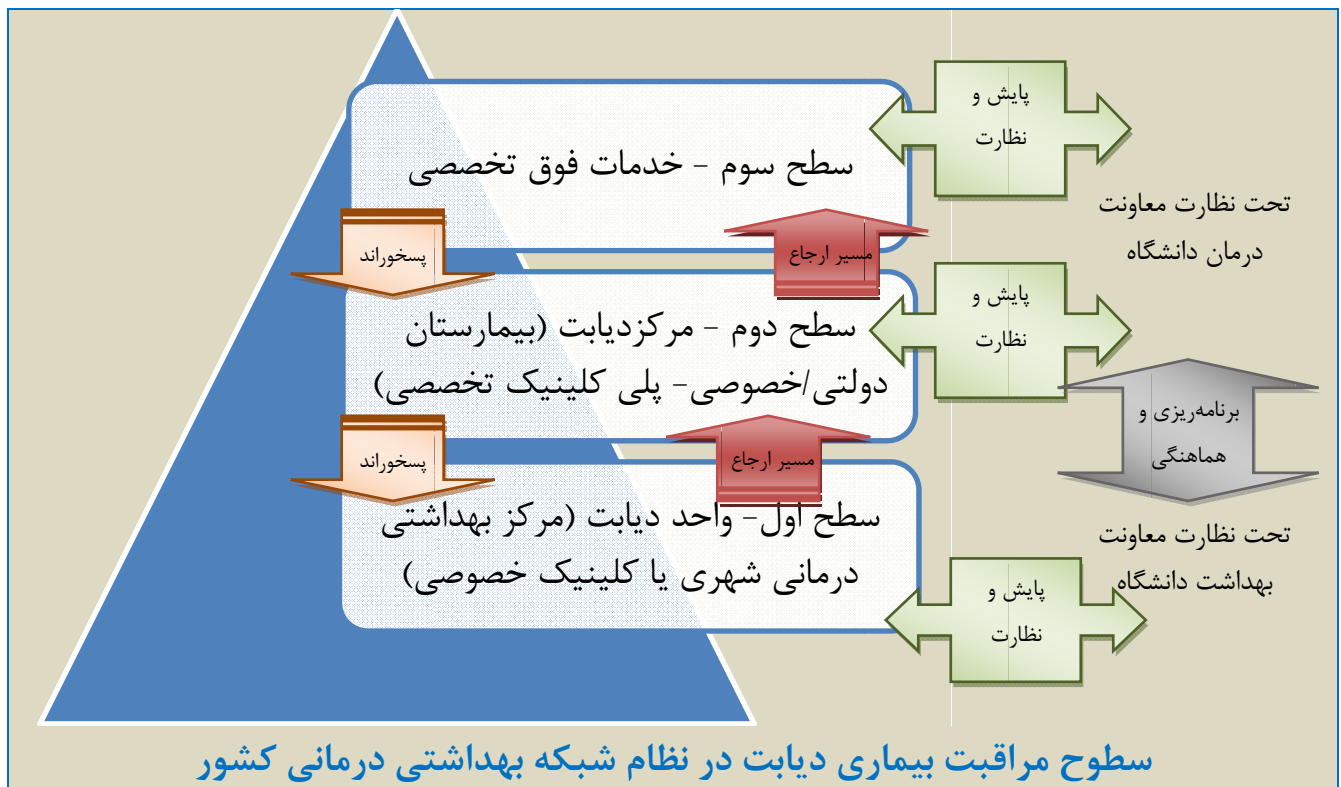 پایش و
نظارت
سطح سوم - خدمات فوق تخصصی
تحت نظارت معاونت
درمان دانشگاه
پسخوراند
مسیر ارجاع
پایش و
نظارت
سطح دوم - مرکزدیابت (بیمارستان
دولتی/خصوصی- پلی کلینیک تخصصی)
برنامه‌ریزی و
هماهنگی
پسخوراند
مسیر ارجاع
سطح اول- واحد دیابت (مرکز بهداشتی
درمانی شهری یا کلینیک خصوصی)
تحت نظارت معاونت
بهداشت دانشگاه
پایش و
نظارت
سطوح مراقبت بیماری دیابت در نظام شبکه بهداشتی درمانی کشور